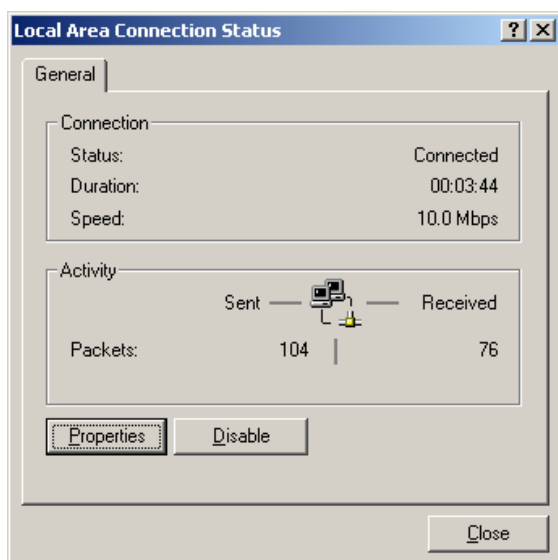 Local Area Connection Status
General
Connection
Status: Connected
Duration: 00:03:44
Speed: 10.0 Mbps
Activity
Sent Received
Packets: 104 76
Properties Disable
Close